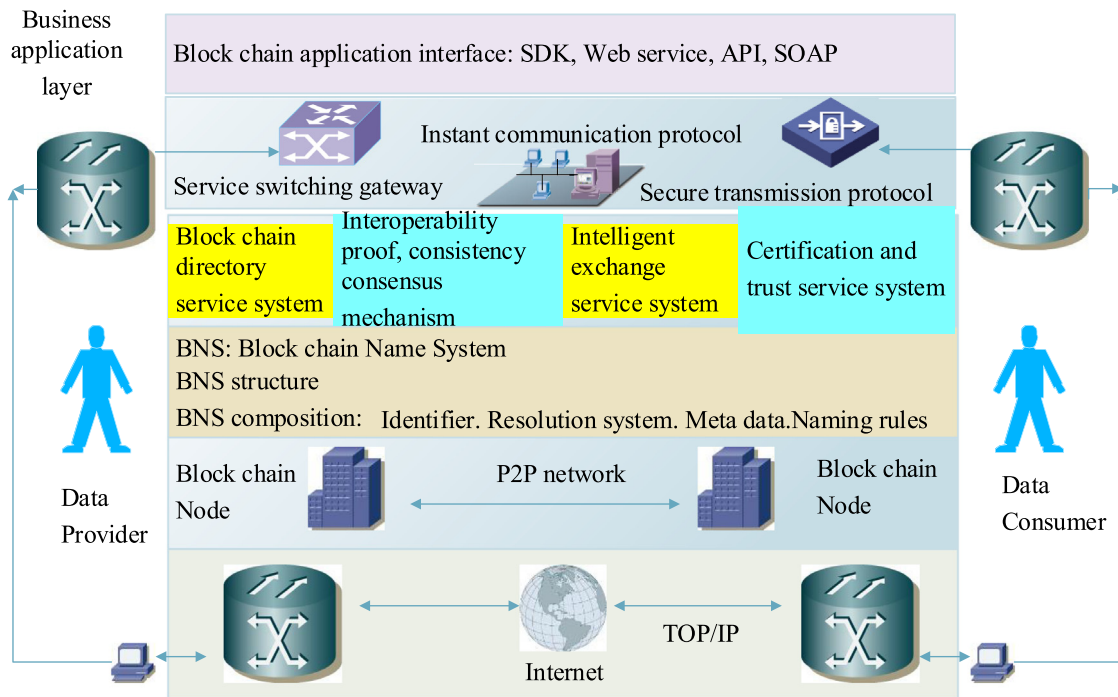 Business
application
layer
Block chain application interface: SDK, Web service, API, SOAP
Instant communication protocol
Service switching gateway
Secure transmission protocol
Block chain
directory
service system
Interoperability
proof, consistency
consensus
mechanism
Intelligent
exchange
service system
Certification and
trust service system
BNS: Block chain Name System
BNS structure
BNS composition: Identifier. Resolution system. Meta data.Naming rules
Data
Provider
Block chain
Node
P2P network
Block chain
Node
Data
Consumer
TOP/IP
Internet